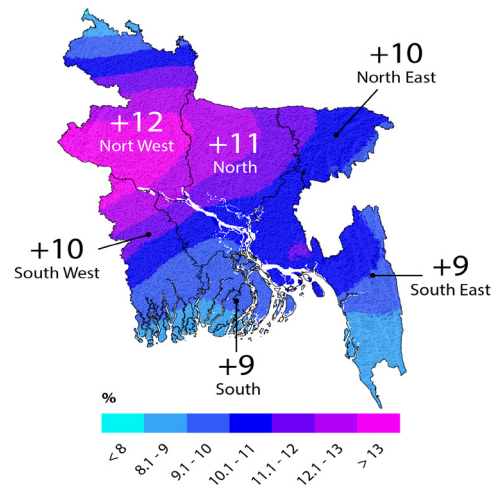 +10
North East
+12
Nort West
+11
North
+10
South West
+9
South East
+9
South
%
< 8
8.1 - 9
9.1 - 10
10.1 - 11
11.1 - 12
12.1 - 13
> 13